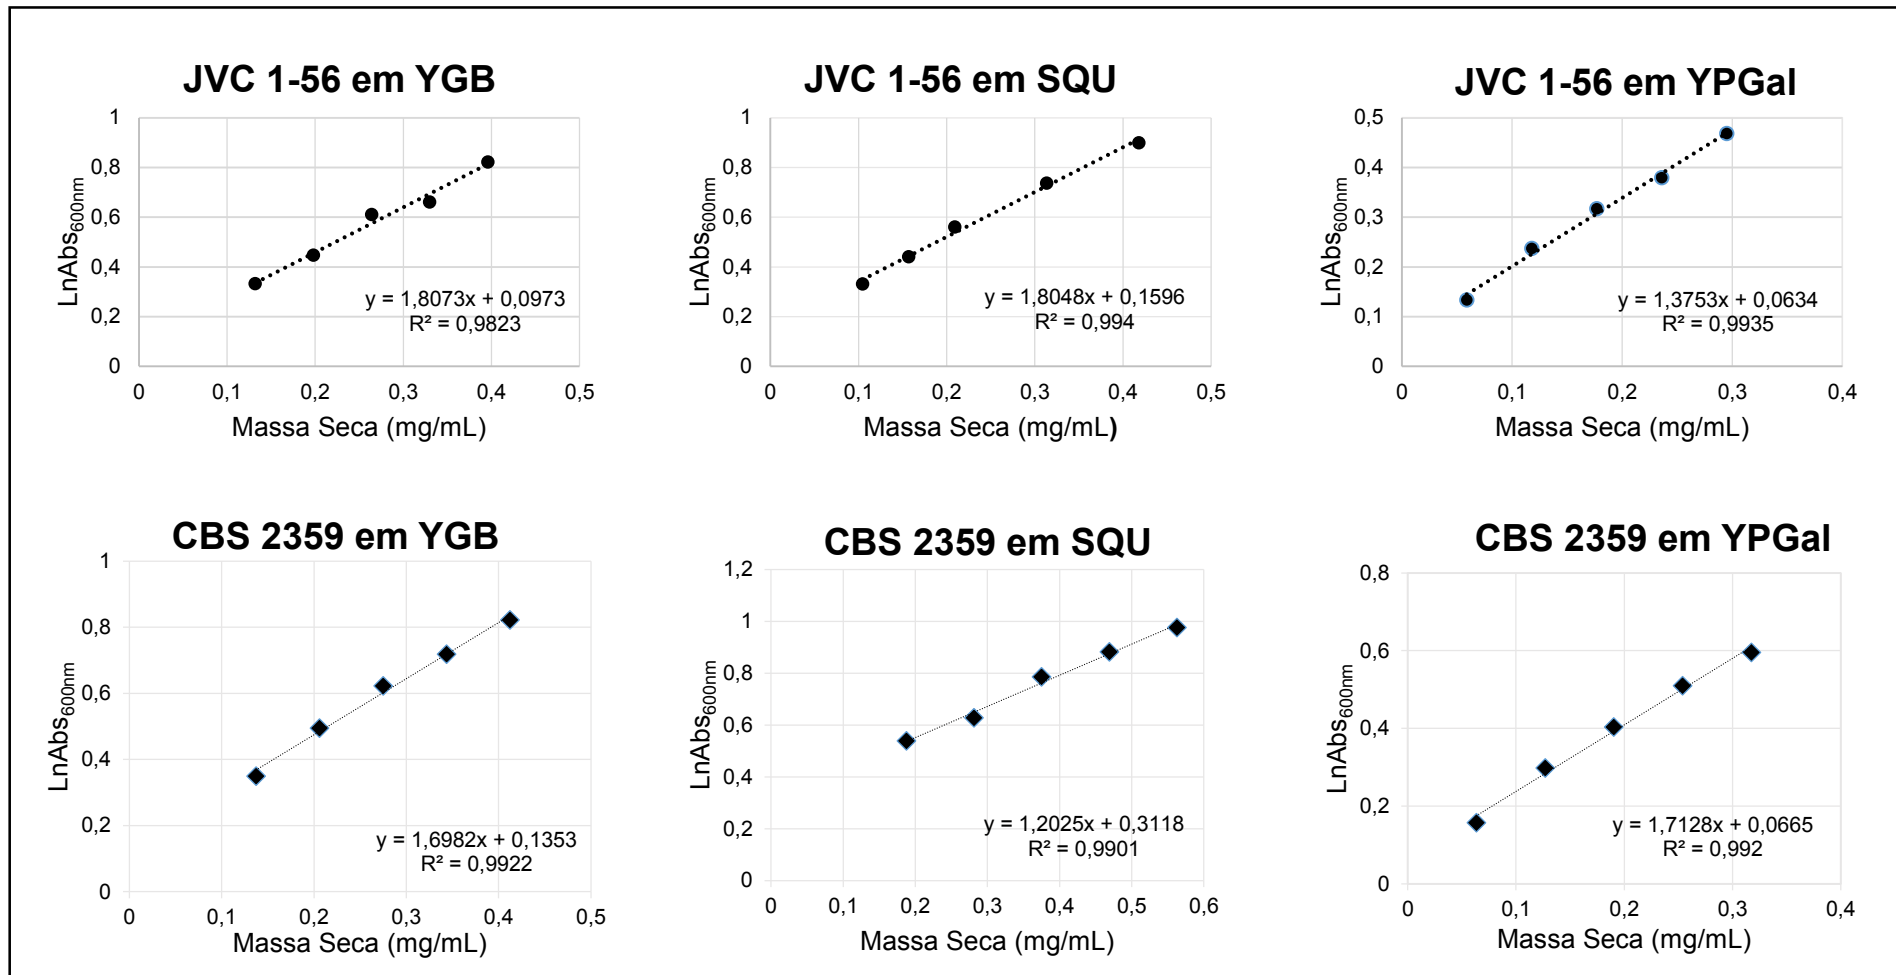 JVC 1-56 em YGB
1
0,8
0,6
0,4
0,2
0
LnAbs600nm
y = 1,8073x + 0,0973
R² = 0,9823
0 0,1 0,2 0,3 0,4 0,5
Massa Seca (mg/mL)
JVC 1-56 em SQU
1
0,8
0,6
0,4
0,2
0
LnAbs600nm
y = 1,8048x + 0,1596
R² = 0,994
0 0,1 0,2 0,3 0,4 0,5
Massa Seca (mg/mL)
JVC 1-56 em YPGal
0,5
0,4
0,3
0,2
0,1
0
LnAbs600nm
y = 1,3753x + 0,0634
R² = 0,9935
0 0,1 0,2 0,3 0,4
Massa Seca (mg/mL)
CBS 2359 em YGB
1
0,8
0,6
0,4
0,2
0
LnAbs600nm
y = 1,6982x + 0,1353
R² = 0,9922
0 0,1 0,2 0,3 0,4 0,5
Massa Seca (mg/mL)
CBS 2359 em SQU
1,2
1
0,8
0,6
0,4
0,2
0
LnAbs600nm
y = 1,2025x + 0,3118
R² = 0,9901
0 0,1 0,2 0,3 0,4 0,5 0,6
Massa Seca (mg/mL)
CBS 2359 em YPGal
0,8
0,6
0,4
0,2
0
LnAbs600nm
y = 1,7128x + 0,0665
R² = 0,992
0 0,1 0,2 0,3 0,4
Massa Seca (mg/mL)